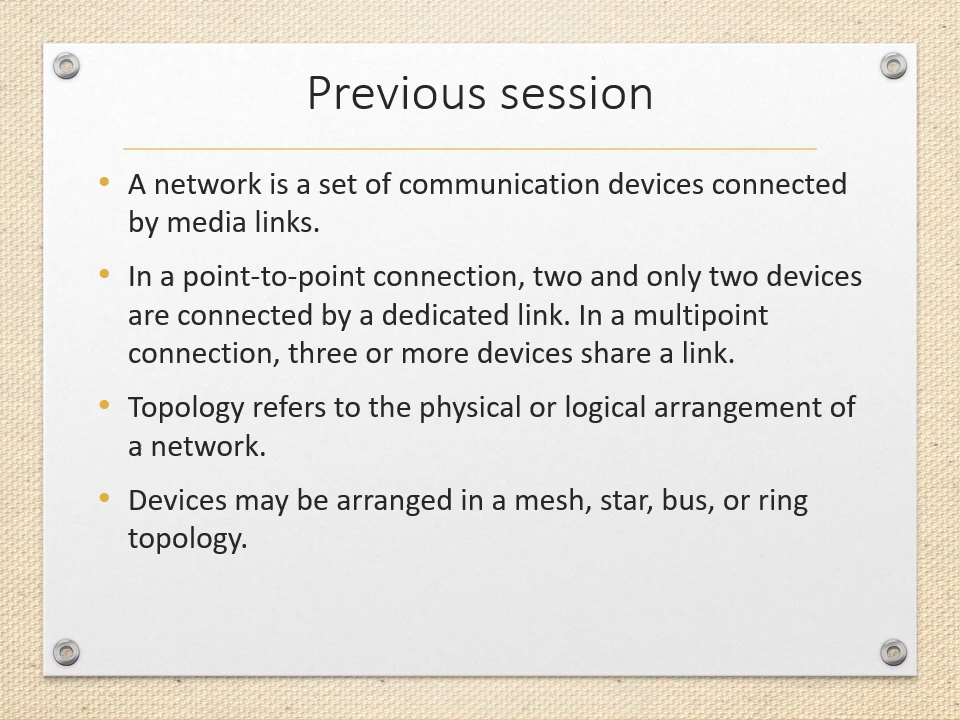 Previous session
• A network is a set of communication devices connected
by media links.
• In a point-to-point connection, two and only two devices
are connected by a dedicated link. In a multipoint
connection, three or more devices share a link.
• Topology refers to the physical or logical arrangement of
a network.
• Devices may be arranged in a mesh, star, bus, or ring
topology.